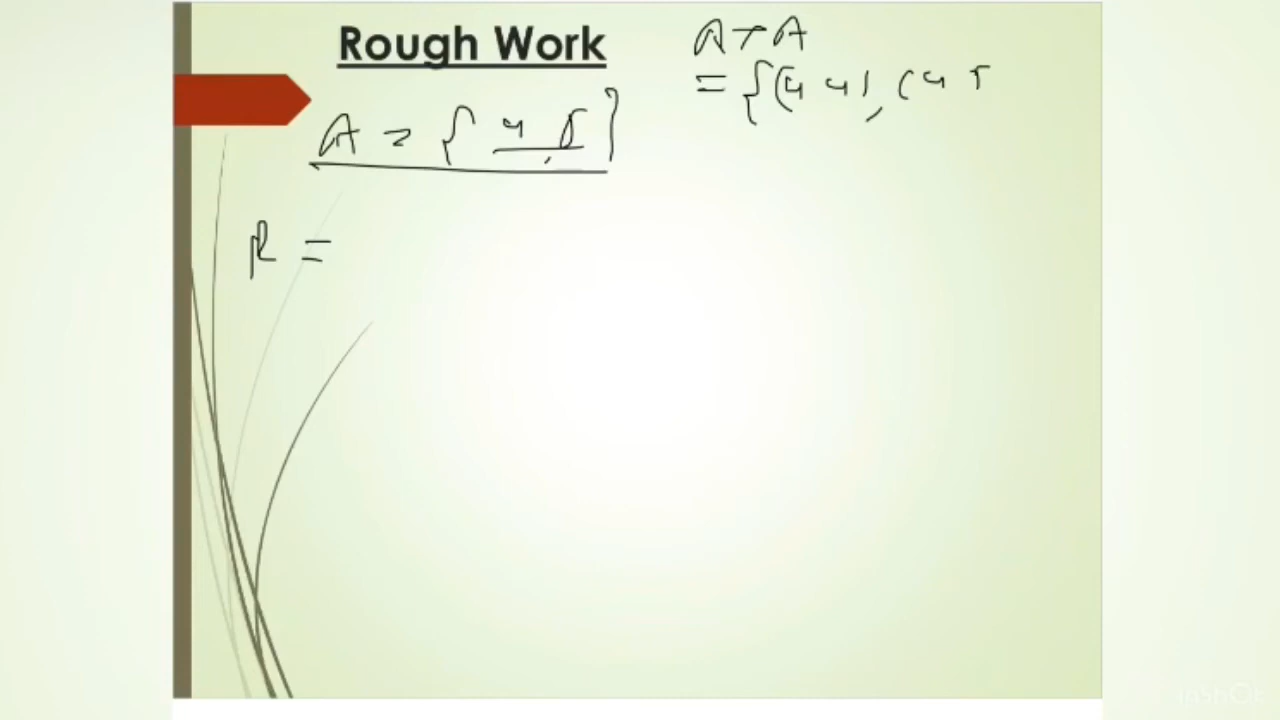 Rough Work
A × A
= {(4 4), (4 5
A = { 4, 5 }
R =